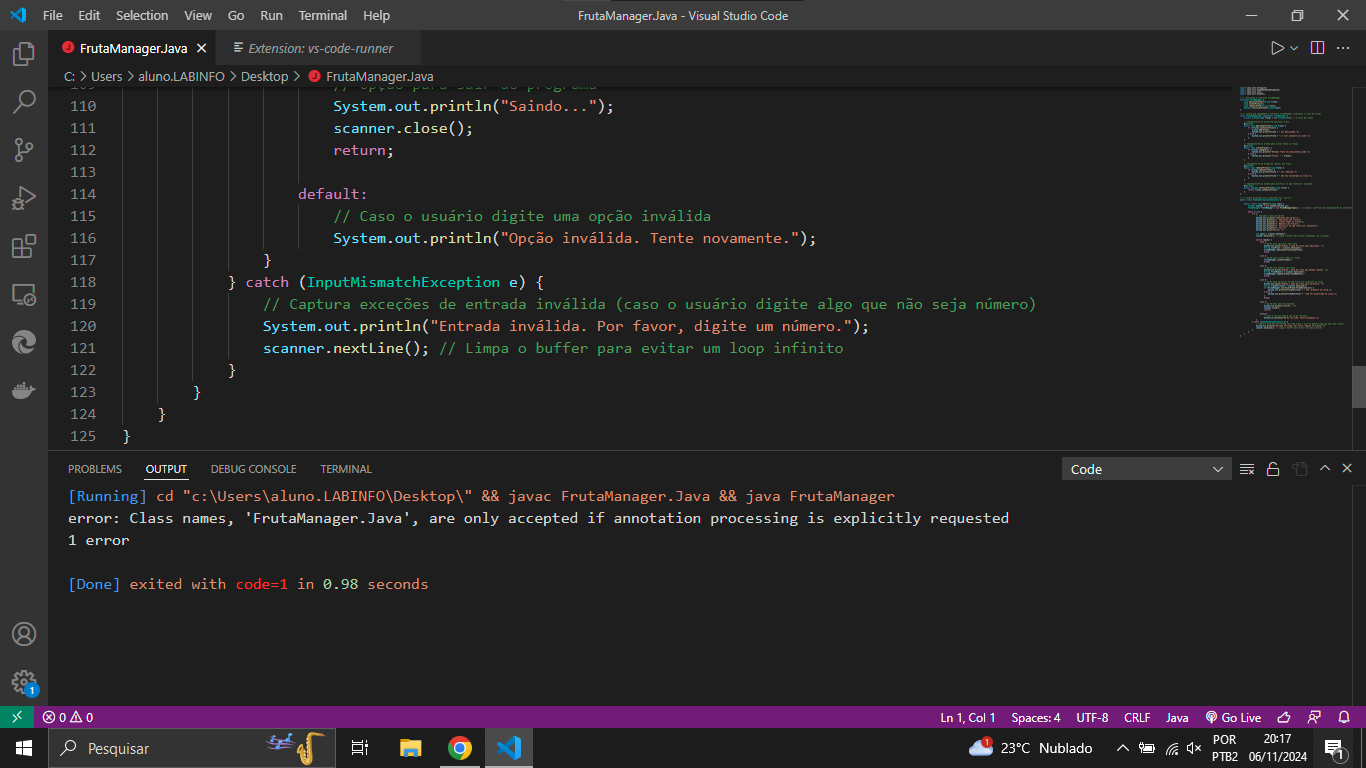 File Edit Selection View Go Run Terminal Help
FrutaManager.Java - Visual Studio Code
FrutaManager.Java
Extension: vs-code-runner
C: > Users > aluno.LABINFO > Desktop > FrutaManager.Java
110 System.out.println("Saindo...");
111 scanner.close();
112 return;
113
114 default:
115 // Caso o usuário digite uma opção inválida
116 System.out.println("Opção inválida. Tente novamente.");
117 }
118 } catch (InputMismatchException e) {
119 // Captura exceções de entrada inválida (caso o usuário digite algo que não seja número)
120 System.out.println("Entrada inválida. Por favor, digite um número.");
121 scanner.nextLine(); // Limpa o buffer para evitar um loop infinito
122 }
123 }
124 }
125 }
PROBLEMS OUTPUT DEBUG CONSOLE TERMINAL
Code
[Running] cd "c:\Users\aluno.LABINFO\Desktop\" && javac FrutaManager.Java && java FrutaManager
error: Class names, 'FrutaManager.Java', are only accepted if annotation processing is explicitly requested
1 error
[Done] exited with code=1 in 0.98 seconds
1
0 0
Ln 1, Col 1 Spaces: 4 UTF-8 CRLF Java Go Live
Pesquisar
1
23°C Nublado
POR
PTB2
20:17
06/11/2024
1